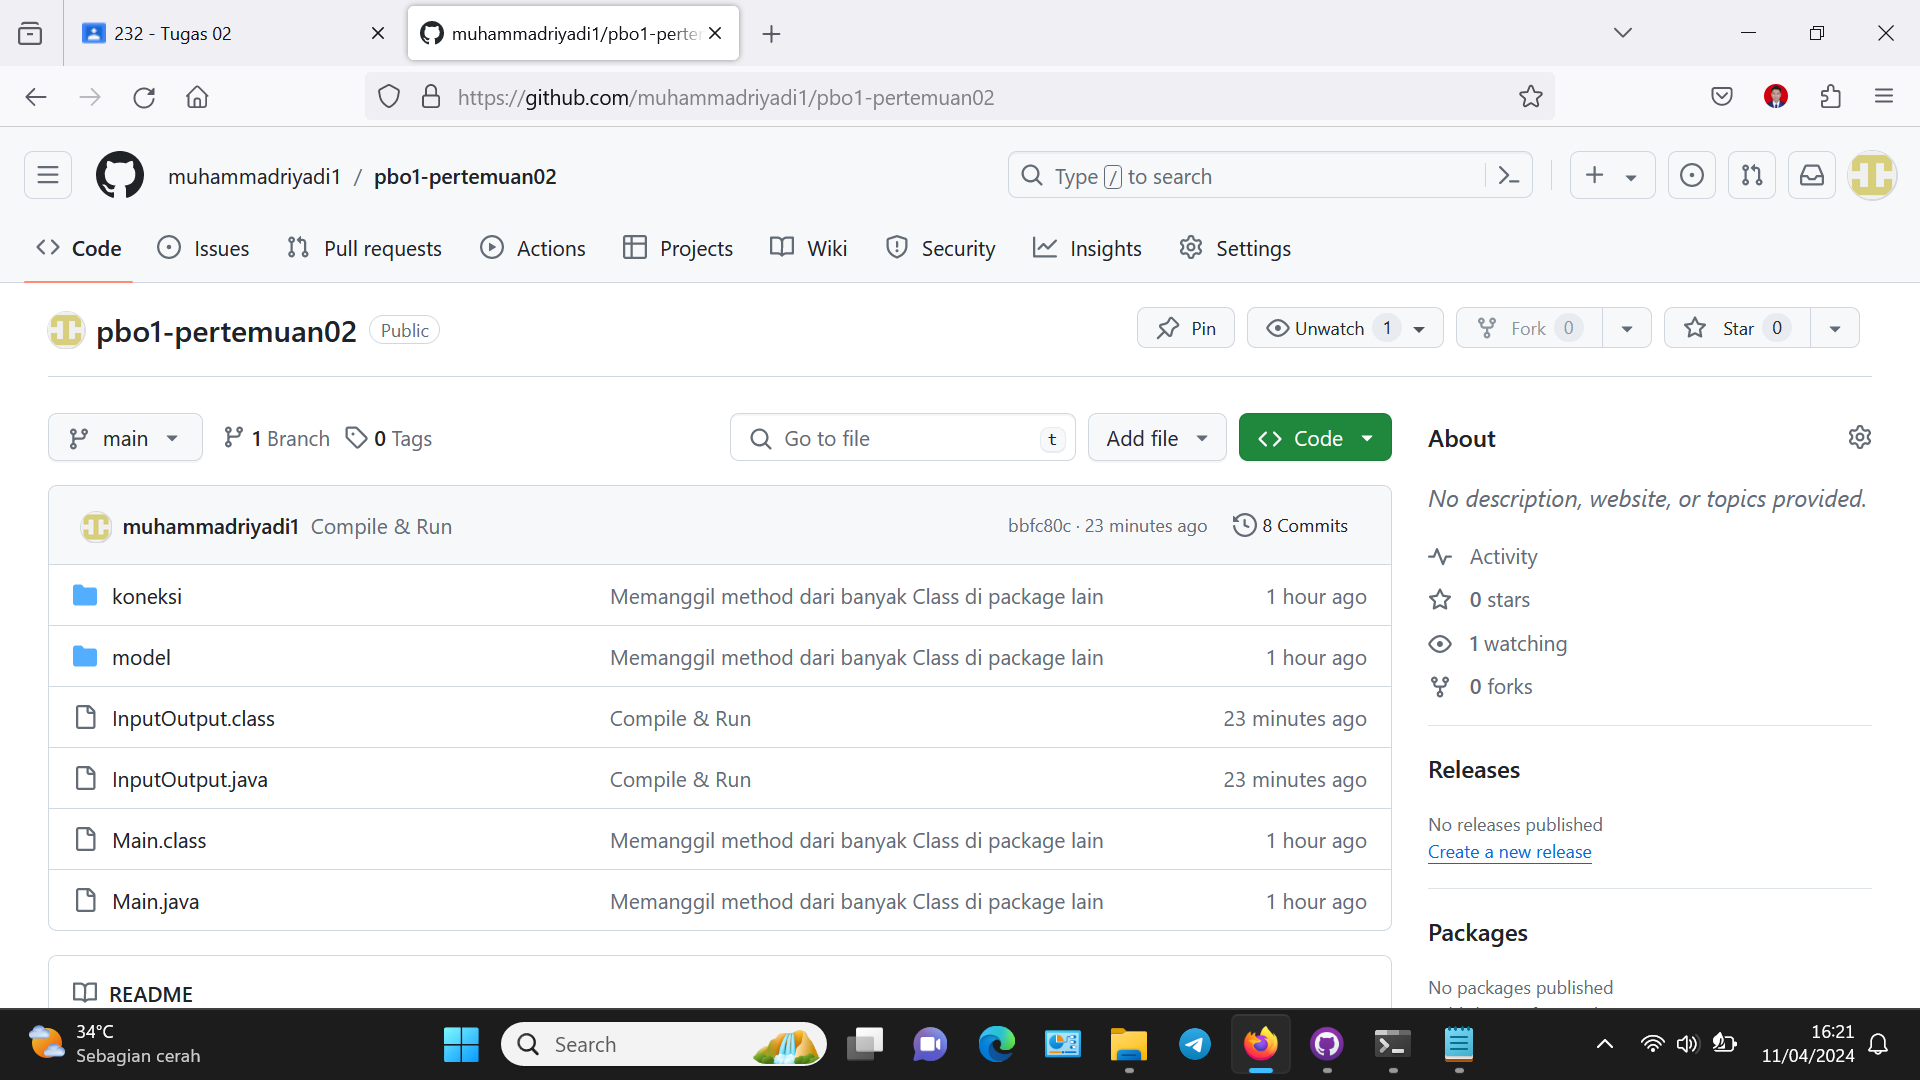 232 - Tugas 02
muhammadriyadi1/pbo1-perte
https://github.com/muhammadriyadi1/pbo1-pertemuan02
muhammadriyadi1 / pbo1-pertemuan02
Type / to search
Code
Issues
Pull requests
Actions
Projects
Wiki
Security
Insights
Settings
pbo1-pertemuan02 Public
Pin
Unwatch 1
Fork 0
Star 0
main
1 Branch
0 Tags
Go to file t
Add file
Code
muhammadriyadi1 Compile & Run bbfc80c · 23 minutes ago 8 Commits
koneksi Memanggil method dari banyak Class di package lain 1 hour ago
model Memanggil method dari banyak Class di package lain 1 hour ago
InputOutput.class Compile & Run 23 minutes ago
InputOutput.java Compile & Run 23 minutes ago
Main.class Memanggil method dari banyak Class di package lain 1 hour ago
Main.java Memanggil method dari banyak Class di package lain 1 hour ago
README
About
No description, website, or topics provided.
Activity
0 stars
1 watching
0 forks
Releases
No releases published
Create a new release
Packages
No packages published
34°C
Sebagian cerah
Search
16:21
11/04/2024